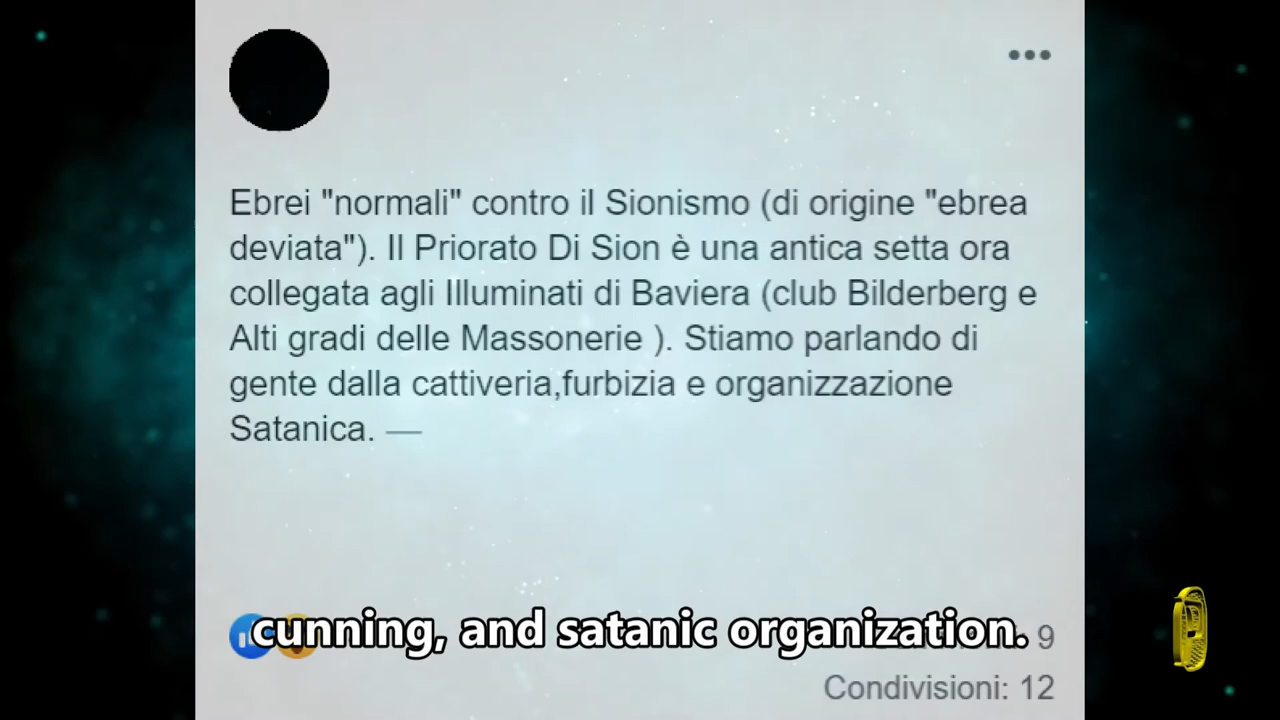 Ebrei "normali" contro il Sionismo (di origine "ebrea
deviata"). Il Priorato Di Sion è una antica setta ora
collegata agli Illuminati di Baviera (club Bilderberg e
Alti gradi delle Massonerie ). Stiamo parlando di
gente dalla cattiveria,furbizia e organizzazione
Satanica. —
cunning, and satanic organization.
9
Condivisioni: 12